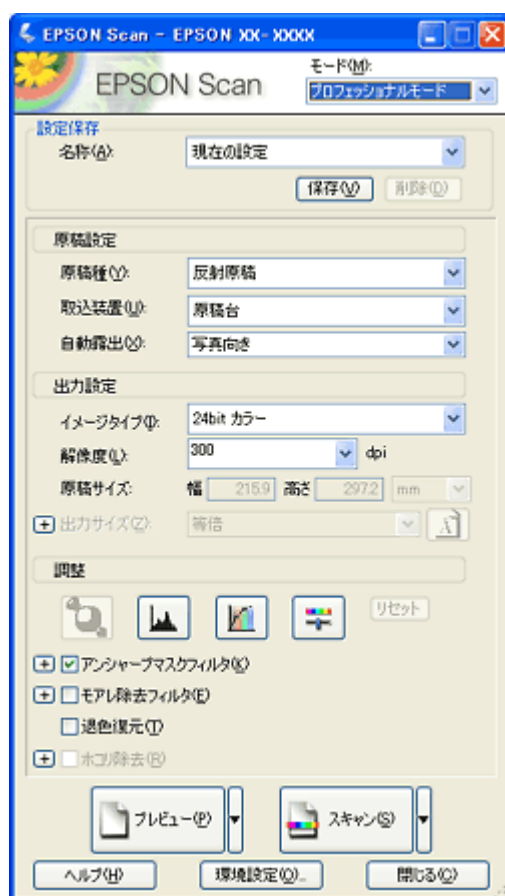 EPSON Scan - EPSON XX-XXXX
EPSON Scan
モード(M):
プロフェッショナルモード
設定保存
名称(A): 現在の設定
保存(V) 削除(D)
原稿設定
原稿種(Y): 反射原稿
取込装置(U): 原稿台
自動露出(X): 写真向き
出力設定
イメージタイプ(I): 24bit カラー
解像度(L): 300 dpi
原稿サイズ: 幅 215.9 高さ 297.2 mm
出力サイズ(Z): 等倍
調整
リセット
アンシャープマスクフィルタ(K)
モアレ除去フィルタ(E)
退色復元(T)
ホコリ除去(R)
プレビュー(P) スキャン(S)
ヘルプ(H) 環境設定(O)... 閉じる(C)